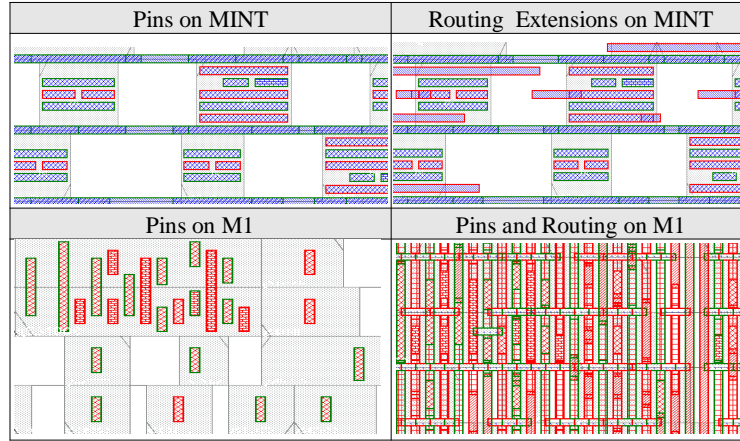 Pins on MINT
Routing Extensions on MINT
Pins on M1
Pins and Routing on M1